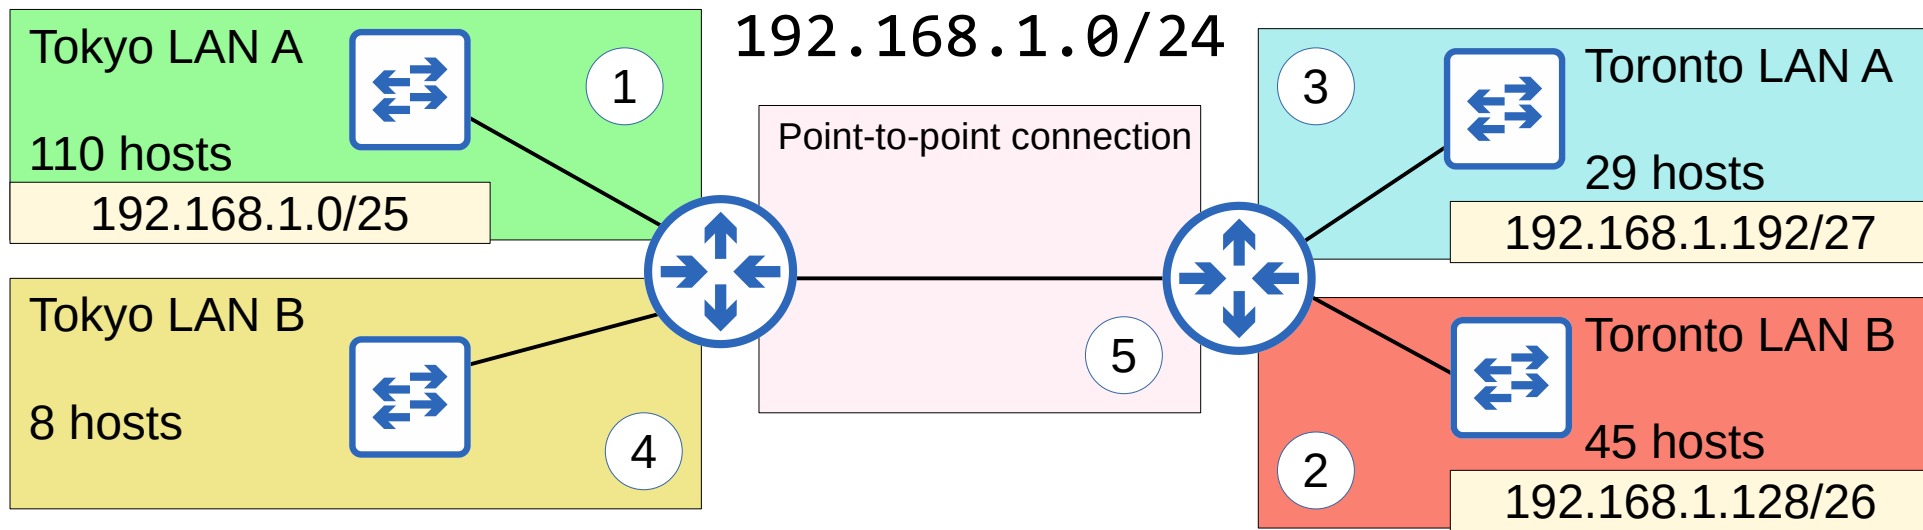 192.168.1.0/24
Tokyo LAN A
1
110 hosts
192.168.1.0/25
Point-to-point connection
5
3
Toronto LAN A
29 hosts
192.168.1.192/27
Tokyo LAN B
8 hosts
4
Toronto LAN B
45 hosts
2
192.168.1.128/26